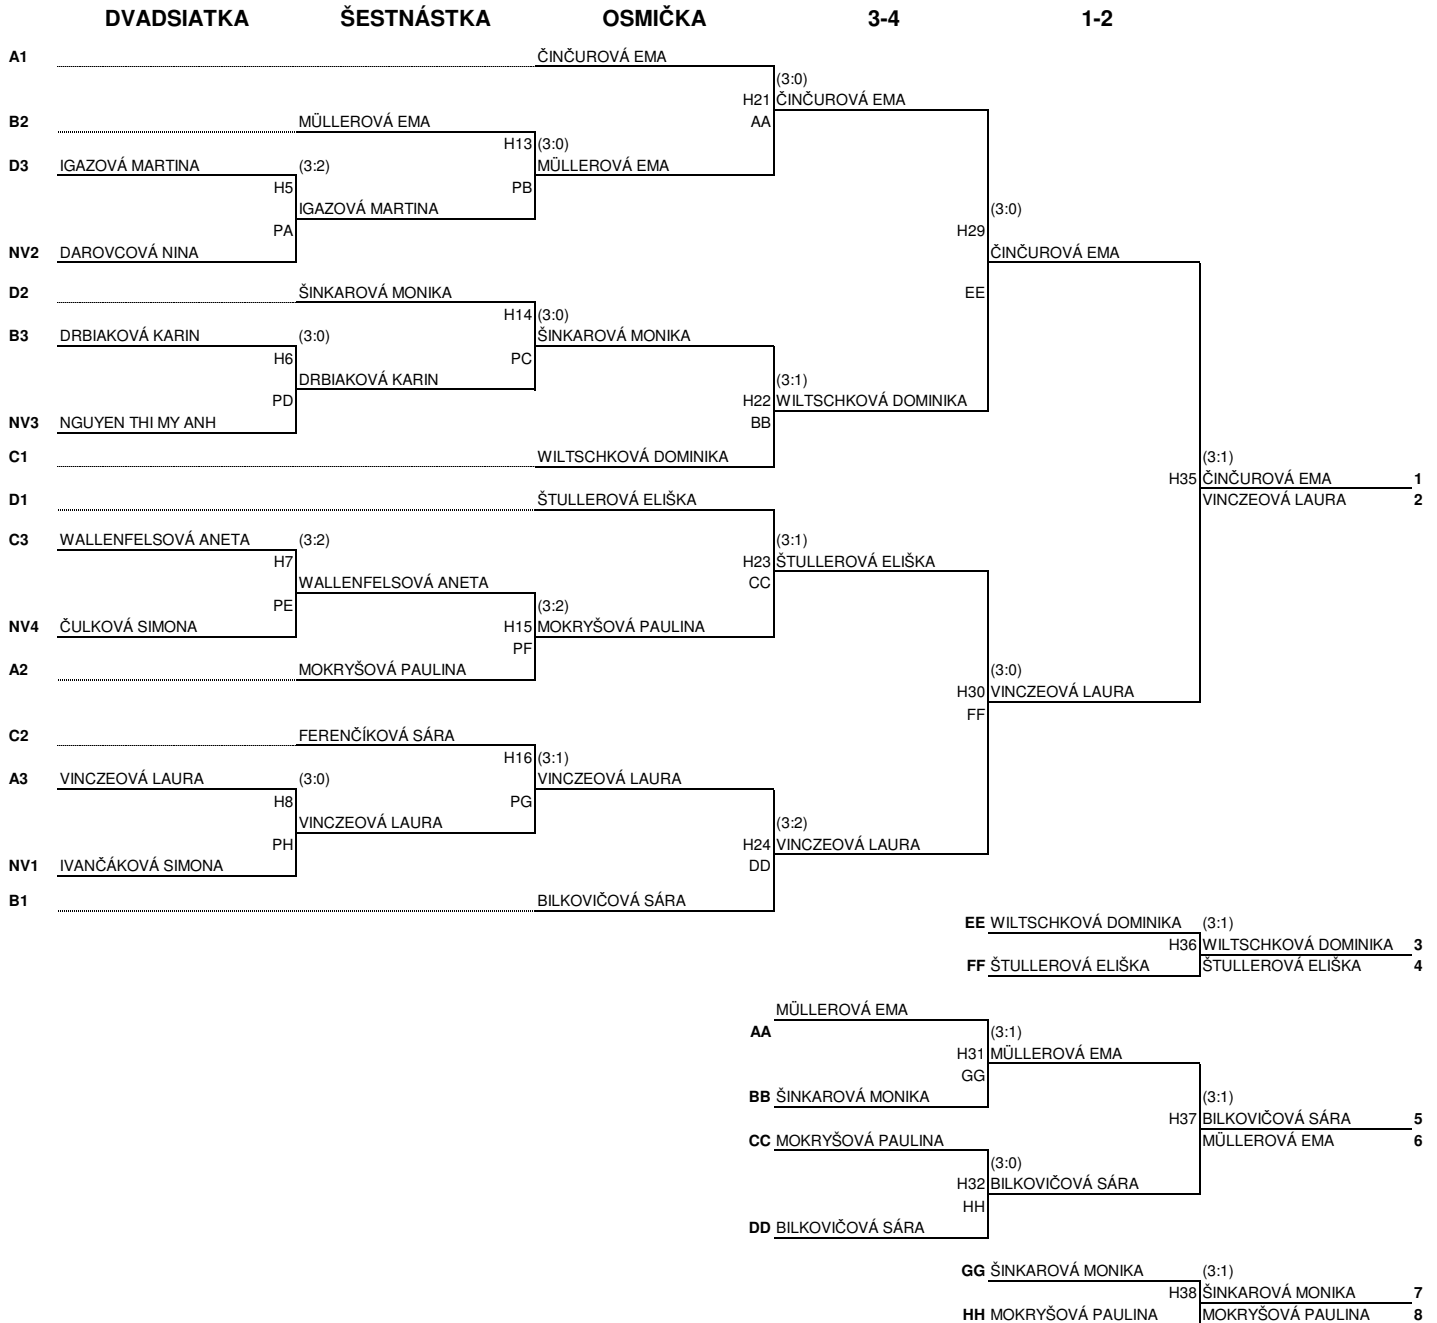 DVADSIATKA ŠESTNÁSTKA OSMIČKA 3-4 1-2
A1 ČINČUROVÁ EMA
(3:0)
H21 ČINČUROVÁ EMA
B2 MÜLLEROVÁ EMA AA
H13 (3:0)
D3 IGAZOVÁ MARTINA (3:2) MÜLLEROVÁ EMA
H5 PB
IGAZOVÁ MARTINA (3:0)
PA H29
NV2 DAROVCOVÁ NINA ČINČUROVÁ EMA
D2 ŠINKAROVÁ MONIKA EE
H14 (3:0)
B3 DRBIAKOVÁ KARIN (3:0) ŠINKAROVÁ MONIKA
H6 PC
DRBIAKOVÁ KARIN (3:1)
PD H22 WILTSCHKOVÁ DOMINIKA
NV3 NGUYEN THI MY ANH BB
C1 WILTSCHKOVÁ DOMINIKA (3:1)
H35 ČINČUROVÁ EMA 1
D1 ŠTULLEROVÁ ELIŠKA VINCZEOVÁ LAURA 2
C3 WALLENFELSOVÁ ANETA (3:2) (3:1)
H7 H23 ŠTULLEROVÁ ELIŠKA
WALLENFELSOVÁ ANETA CC
PE (3:2)
NV4 ČULKOVÁ SIMONA H15 MOKRYŠOVÁ PAULINA
PF
A2 MOKRYŠOVÁ PAULINA (3:0)
H30 VINCZEOVÁ LAURA
FF
C2 FERENČÍKOVÁ SÁRA
H16 (3:1)
A3 VINCZEOVÁ LAURA (3:0) VINCZEOVÁ LAURA
H8 PG
VINCZEOVÁ LAURA (3:2)
PH H24 VINCZEOVÁ LAURA
NV1 IVANČÁKOVÁ SIMONA DD
B1 BILKOVIČOVÁ SÁRA
EE WILTSCHKOVÁ DOMINIKA (3:1)
H36 WILTSCHKOVÁ DOMINIKA 3
FF ŠTULLEROVÁ ELIŠKA ŠTULLEROVÁ ELIŠKA 4
MÜLLEROVÁ EMA
AA (3:1)
H31 MÜLLEROVÁ EMA
GG
BB ŠINKAROVÁ MONIKA (3:1)
H37 BILKOVIČOVÁ SÁRA 5
CC MOKRYŠOVÁ PAULINA MÜLLEROVÁ EMA 6
(3:0)
H32 BILKOVIČOVÁ SÁRA
HH
DD BILKOVIČOVÁ SÁRA
GG ŠINKAROVÁ MONIKA (3:1)
H38 ŠINKAROVÁ MONIKA 7
HH MOKRYŠOVÁ PAULINA MOKRYŠOVÁ PAULINA 8